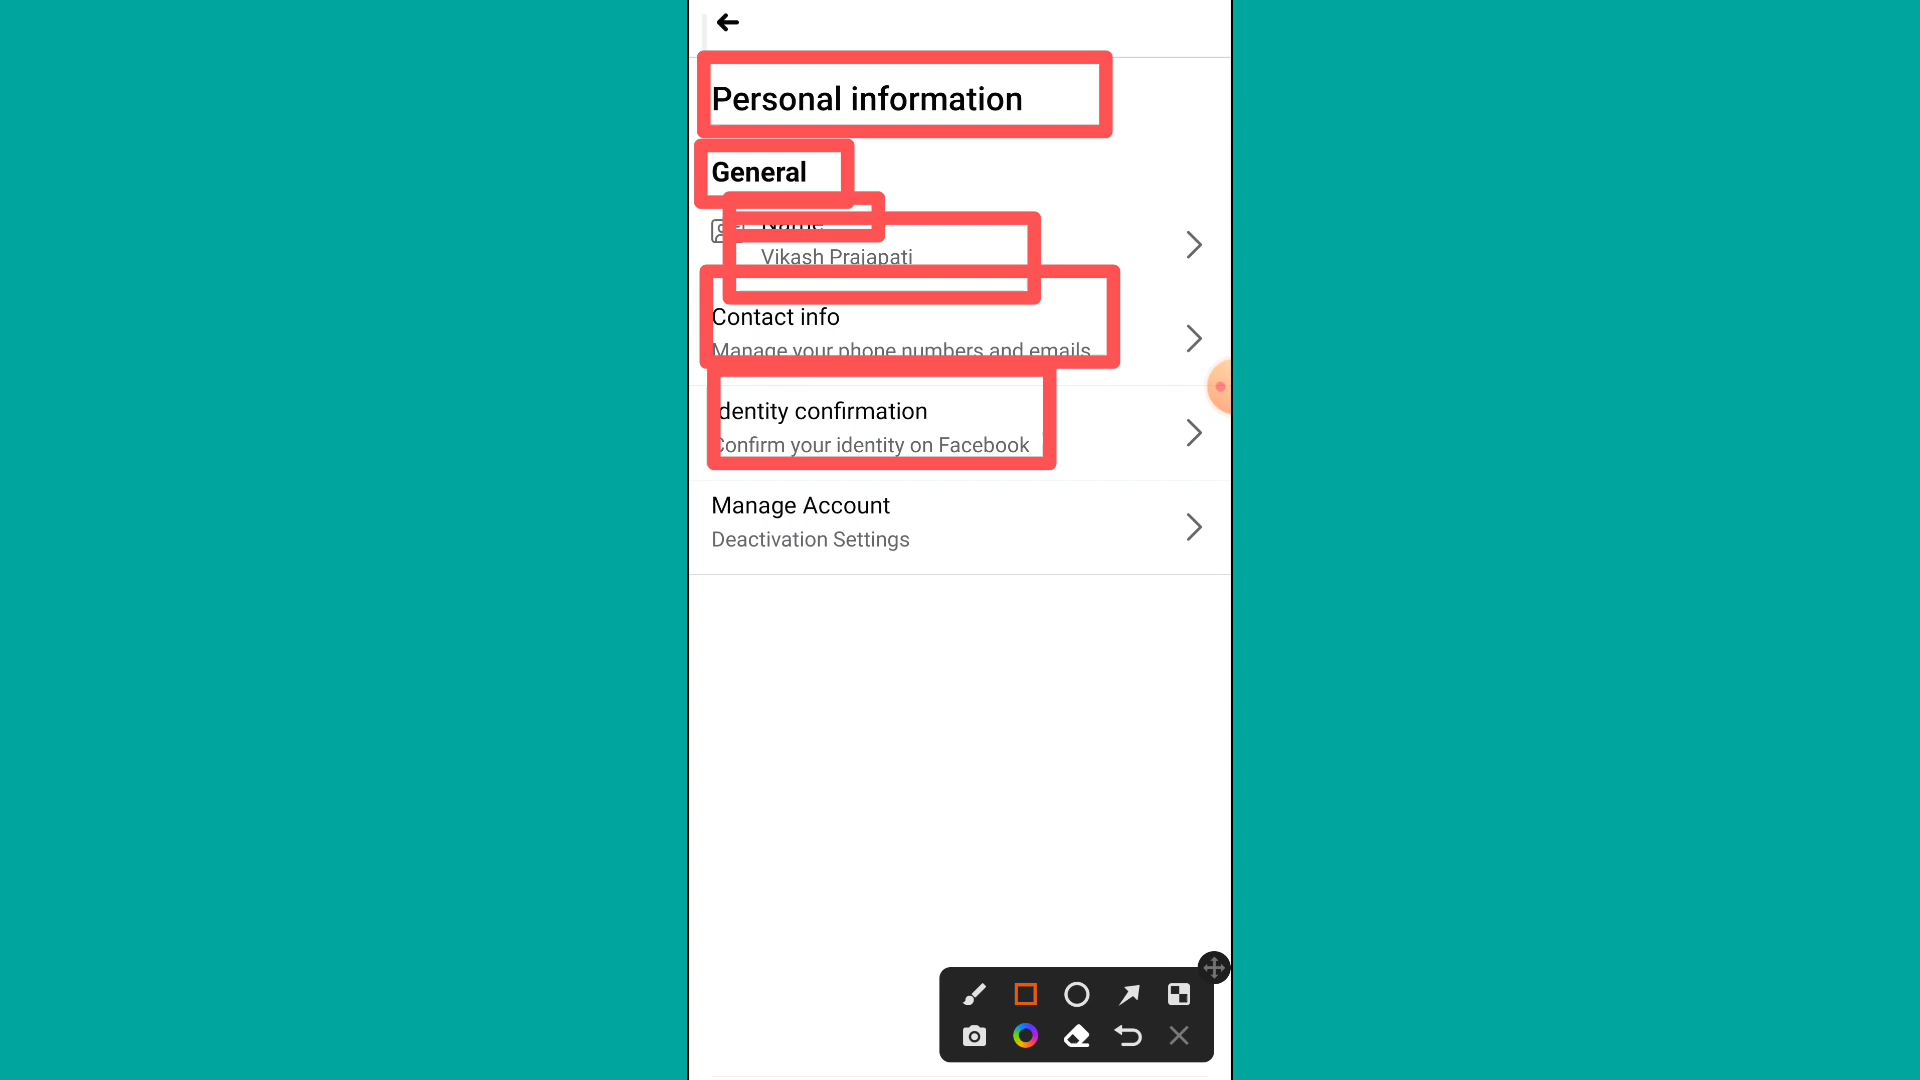 Personal information
General
Name
Vikash Prajapati
Contact info
Manage your phone numbers and emails
Identity confirmation
Confirm your identity on Facebook
Manage Account
Deactivation Settings